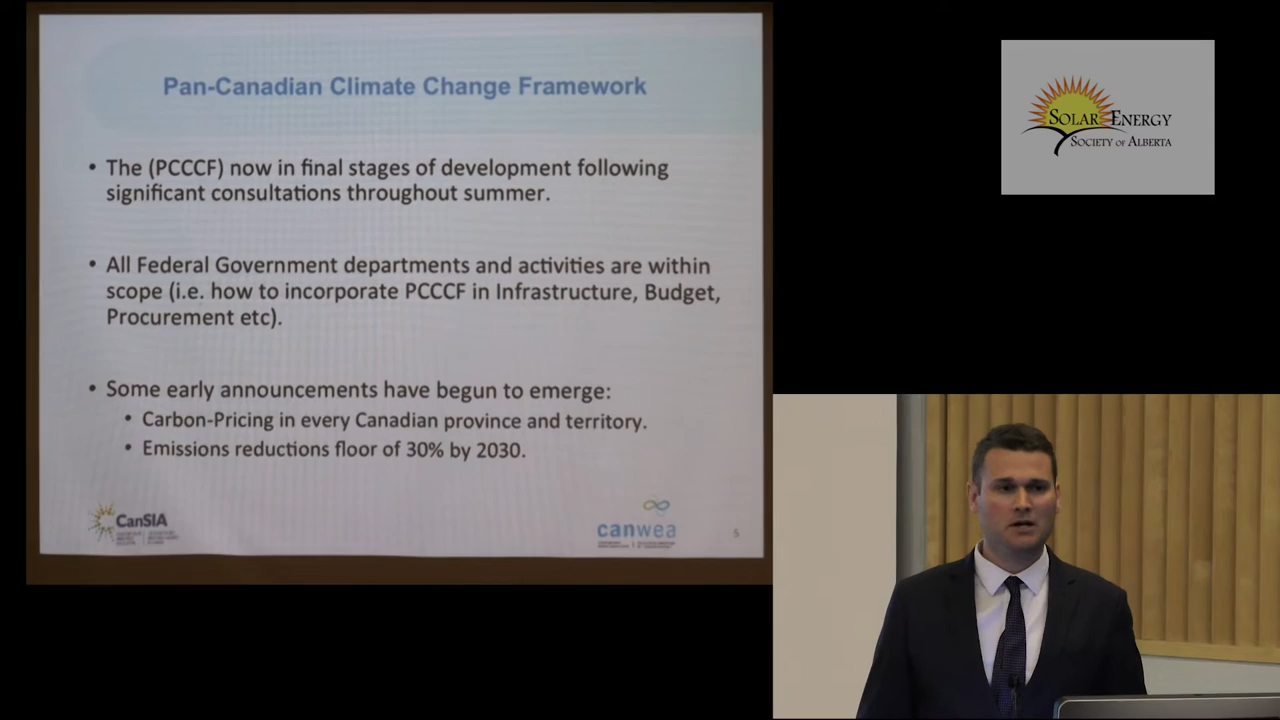 Pan-Canadian Climate Change Framework
• The (PCCCF) now in final stages of development following
significant consultations throughout summer.
• All Federal Government departments and activities are within
scope (i.e. how to incorporate PCCCF in Infrastructure, Budget,
Procurement etc).
• Some early announcements have begun to emerge:
• Carbon-Pricing in every Canadian province and territory.
• Emissions reductions floor of 30% by 2030.
CanSIA
canwea
5
SOLAR ENERGY
SOCIETY OF ALBERTA